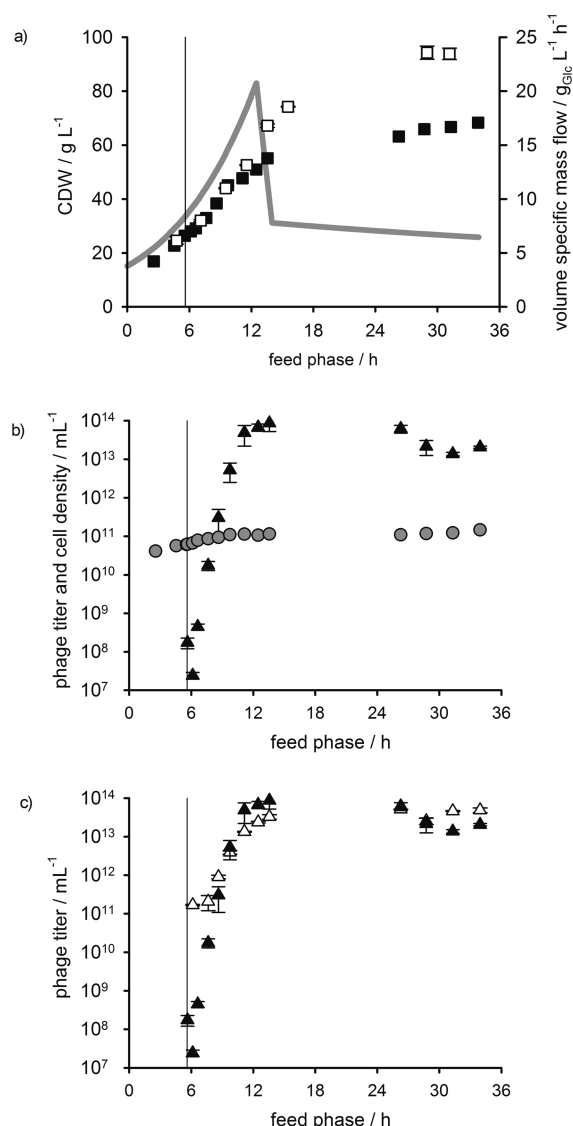 a)
CDW / g L⁻¹
100
80
60
40
20
0
volume specific mass flow / g_Glc L⁻¹ h⁻¹
25
20
15
10
5
0
0 6 12 18 24 30 36
feed phase / h
b)
phage titer and cell density / mL⁻¹
10¹⁴
10¹³
10¹²
10¹¹
10¹⁰
10⁹
10⁸
10⁷
0 6 12 18 24 30 36
feed phase / h
c)
phage titer / mL⁻¹
10¹⁴
10¹³
10¹²
10¹¹
10¹⁰
10⁹
10⁸
10⁷
0 6 12 18 24 30 36
feed phase / h